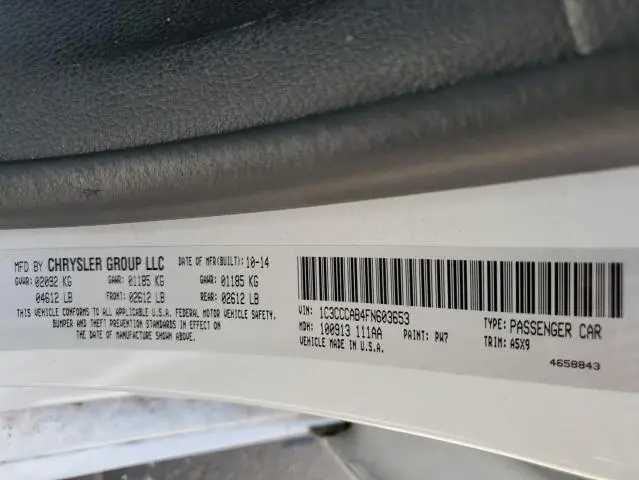 MFD BY CHRYSLER GROUP LLC DATE OF MFR(BUILT): 10-14
GVWR: 02092 KG GAWR: 01185 KG GAWR: 01185 KG
04612 LB FRONT: 02612 LB REAR: 02612 LB
THIS VEHICLE CONFORMS TO ALL APPLICABLE U.S.A. FEDERAL MOTOR VEHICLE SAFETY,
BUMPER AND THEFT PREVENTION STANDARDS IN EFFECT ON
THE DATE OF MANUFACTURE SHOWN ABOVE.
VIN: 1C3CCCAB4FN603653 TYPE: PASSENGER CAR
MDH: 100913 111AA PAINT: PW7 TRIM: A5X9
VEHICLE MADE IN U.S.A.
4658843